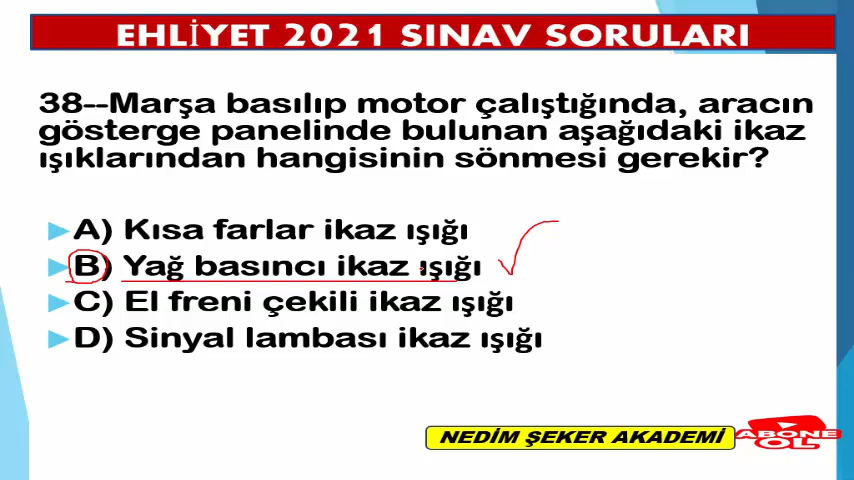 EHLİYET 2021 SINAV SORULARI
38--Marşa basılıp motor çalıştığında, aracın
gösterge panelinde bulunan aşağıdaki ikaz
ışıklarından hangisinin sönmesi gerekir?
A) Kısa farlar ikaz ışığı
B) Yağ basıncı ikaz ışığı
C) El freni çekili ikaz ışığı
D) Sinyal lambası ikaz ışığı
NEDİM ŞEKER AKADEMİ
ABONE
OL